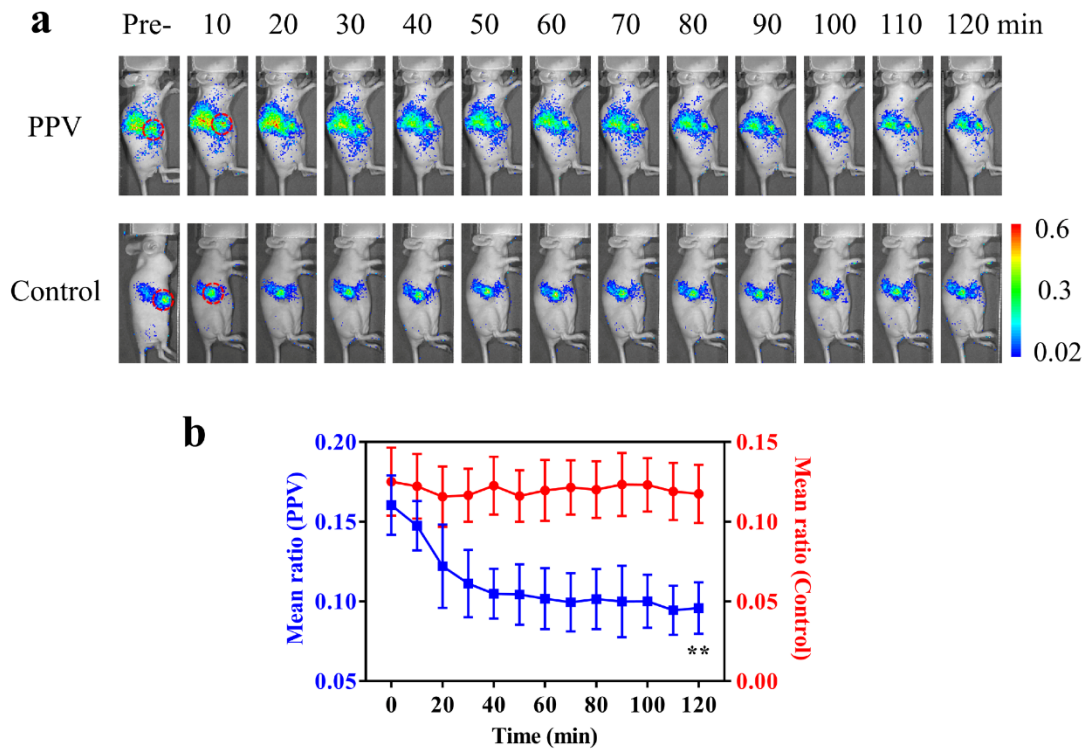 a Pre- 10 20 30 40 50 60 70 80 90 100 110 120 min
PPV
Control
0.6
0.3
0.02
b
Mean ratio (PPV)
0.20
0.15
0.10
0.05
0.15
0.10
0.05
0.00
Mean ratio (Control)
**
0 20 40 60 80 100 120
Time (min)